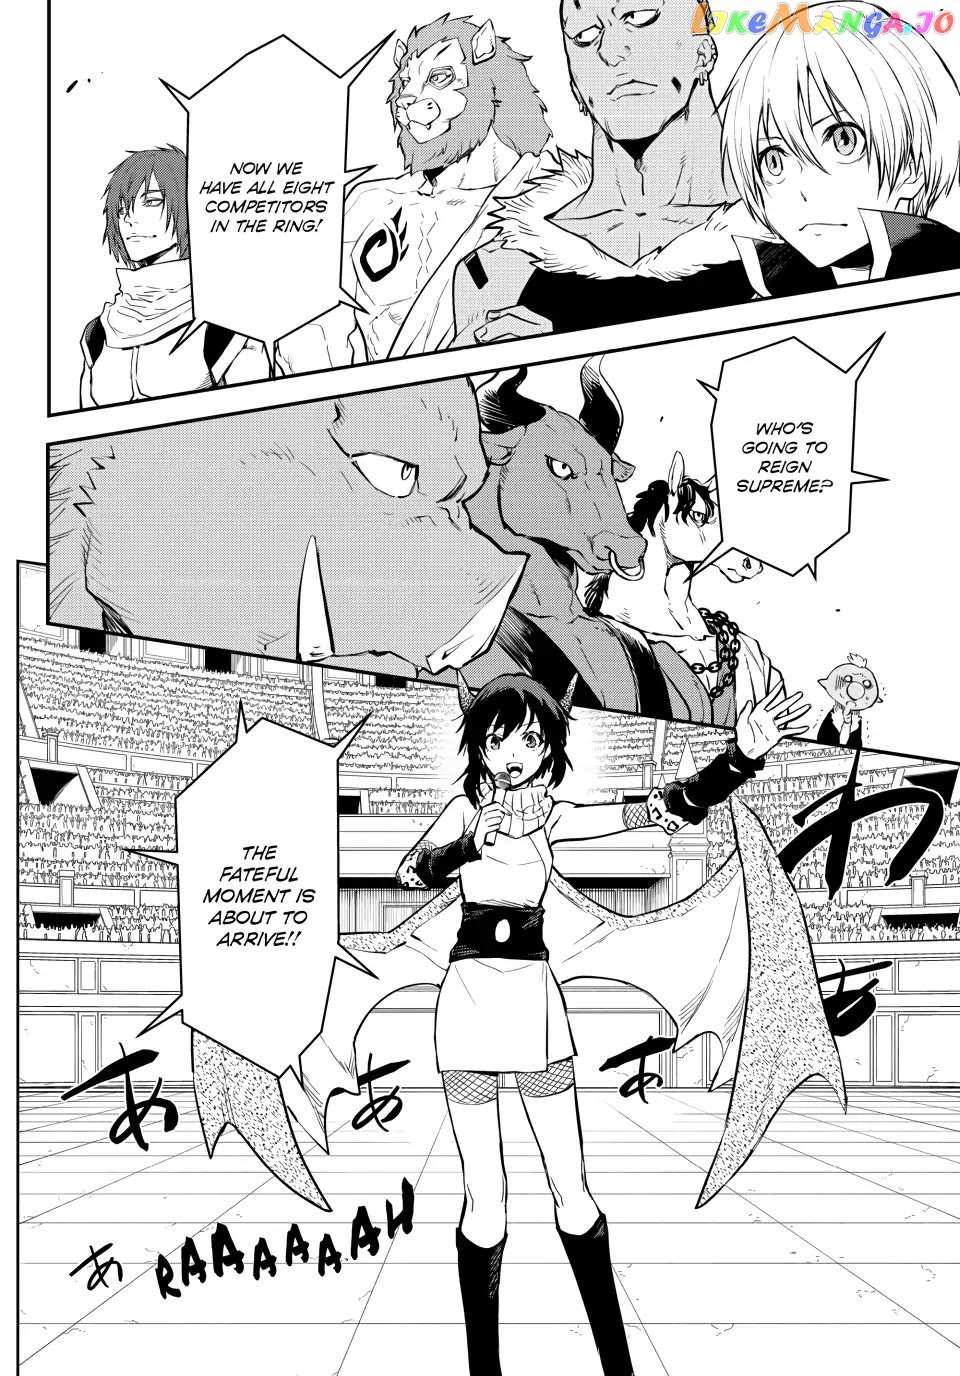 LIKEMANGA.IO
NOW WE
HAVE ALL EIGHT
COMPETITORS
IN THE RING!
WHO'S
GOING TO
REIGN
SUPREME?
THE
FATEFUL
MOMENT IS
ABOUT TO
ARRIVE!!
わ
あ
あ
あ
あ
あ
RAAAAAAH